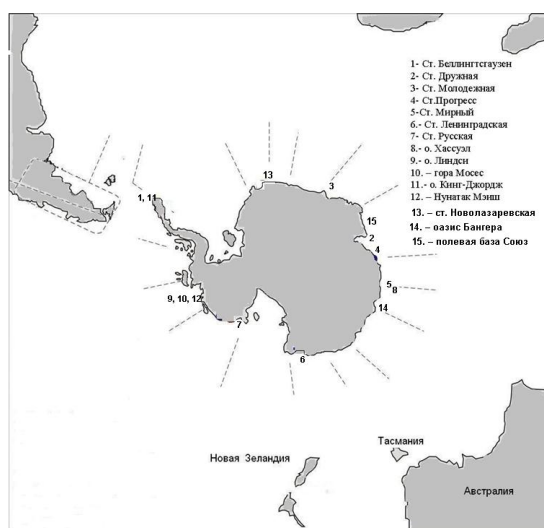 1- Ст. Беллингтсгаузен
2- Ст. Дружная
3- Ст. Молодежная
4- Ст.Прогресс
5-Ст. Мирный
6.- Ст. Ленинградская
7- Ст. Русская
8.- о. Хассуэл
9.- о. Линдси
10. – гора Мосес
11.- о. Кинг-Джордж
12. – Нунатак Мэниш
13. – ст. Новолазаревская
14. – оазис Бангера
15. – полевая база Союз
13
3
1, 11
15
2
4
5
8
9, 10, 12
14
7
6
Новая Зеландия
Тасмания
Австралия